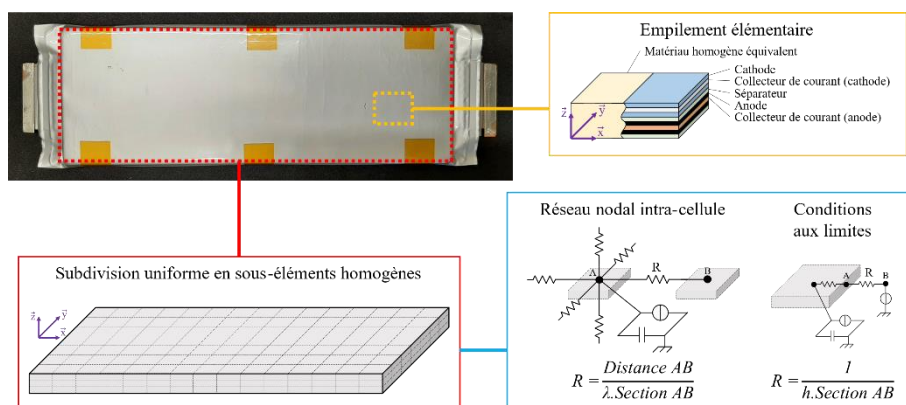 Empilement élémentaire
Matériau homogène équivalent
Cathode
Collecteur de courant (cathode)
Séparateur
Anode
Collecteur de courant (anode)
z⃗
y⃗
x⃗
Subdivision uniforme en sous-éléments homogènes
z⃗
y⃗
x⃗
Réseau nodal intra-cellule
A
R
B
R = Distance AB / λ.Section AB
Conditions
aux limites
A
R
B
R = 1 / h.Section AB